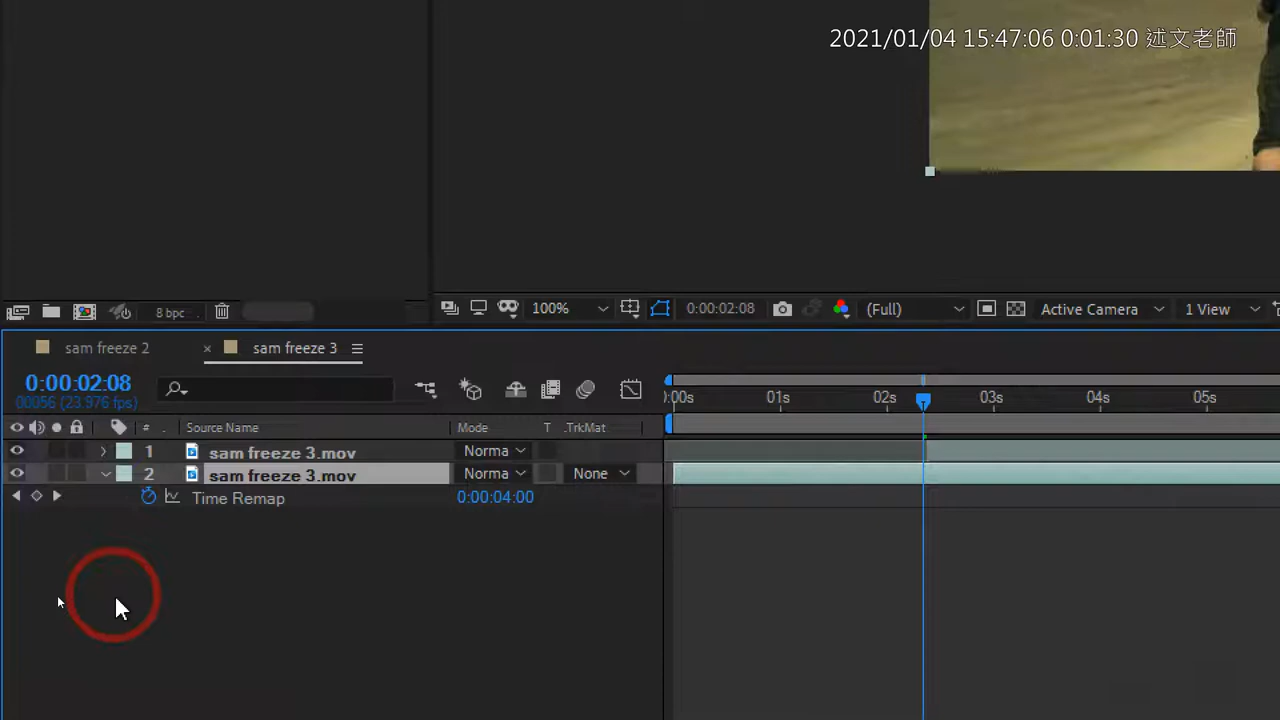 2021/01/04 15:47:06 0:01:30 述文老師
8 bpc
100%
0:00:02:08
(Full)
Active Camera
1 View
sam freeze 2
× sam freeze 3
0:00:02:08
00056 (23.976 fps)
:00s 01s 02s 03s 04s 05s
# Source Name Mode T .TrkMat
1 sam freeze 3.mov Norma
2 sam freeze 3.mov Norma None
Time Remap 0:00:04:00